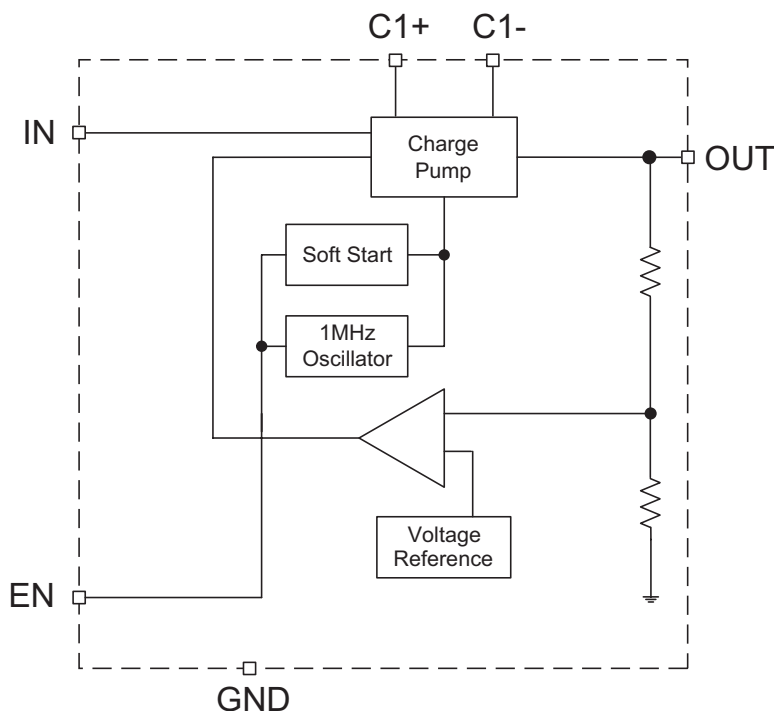 C1+ C1-
IN
Charge
Pump
OUT
Soft Start
1MHz
Oscillator
Voltage
Reference
EN
GND